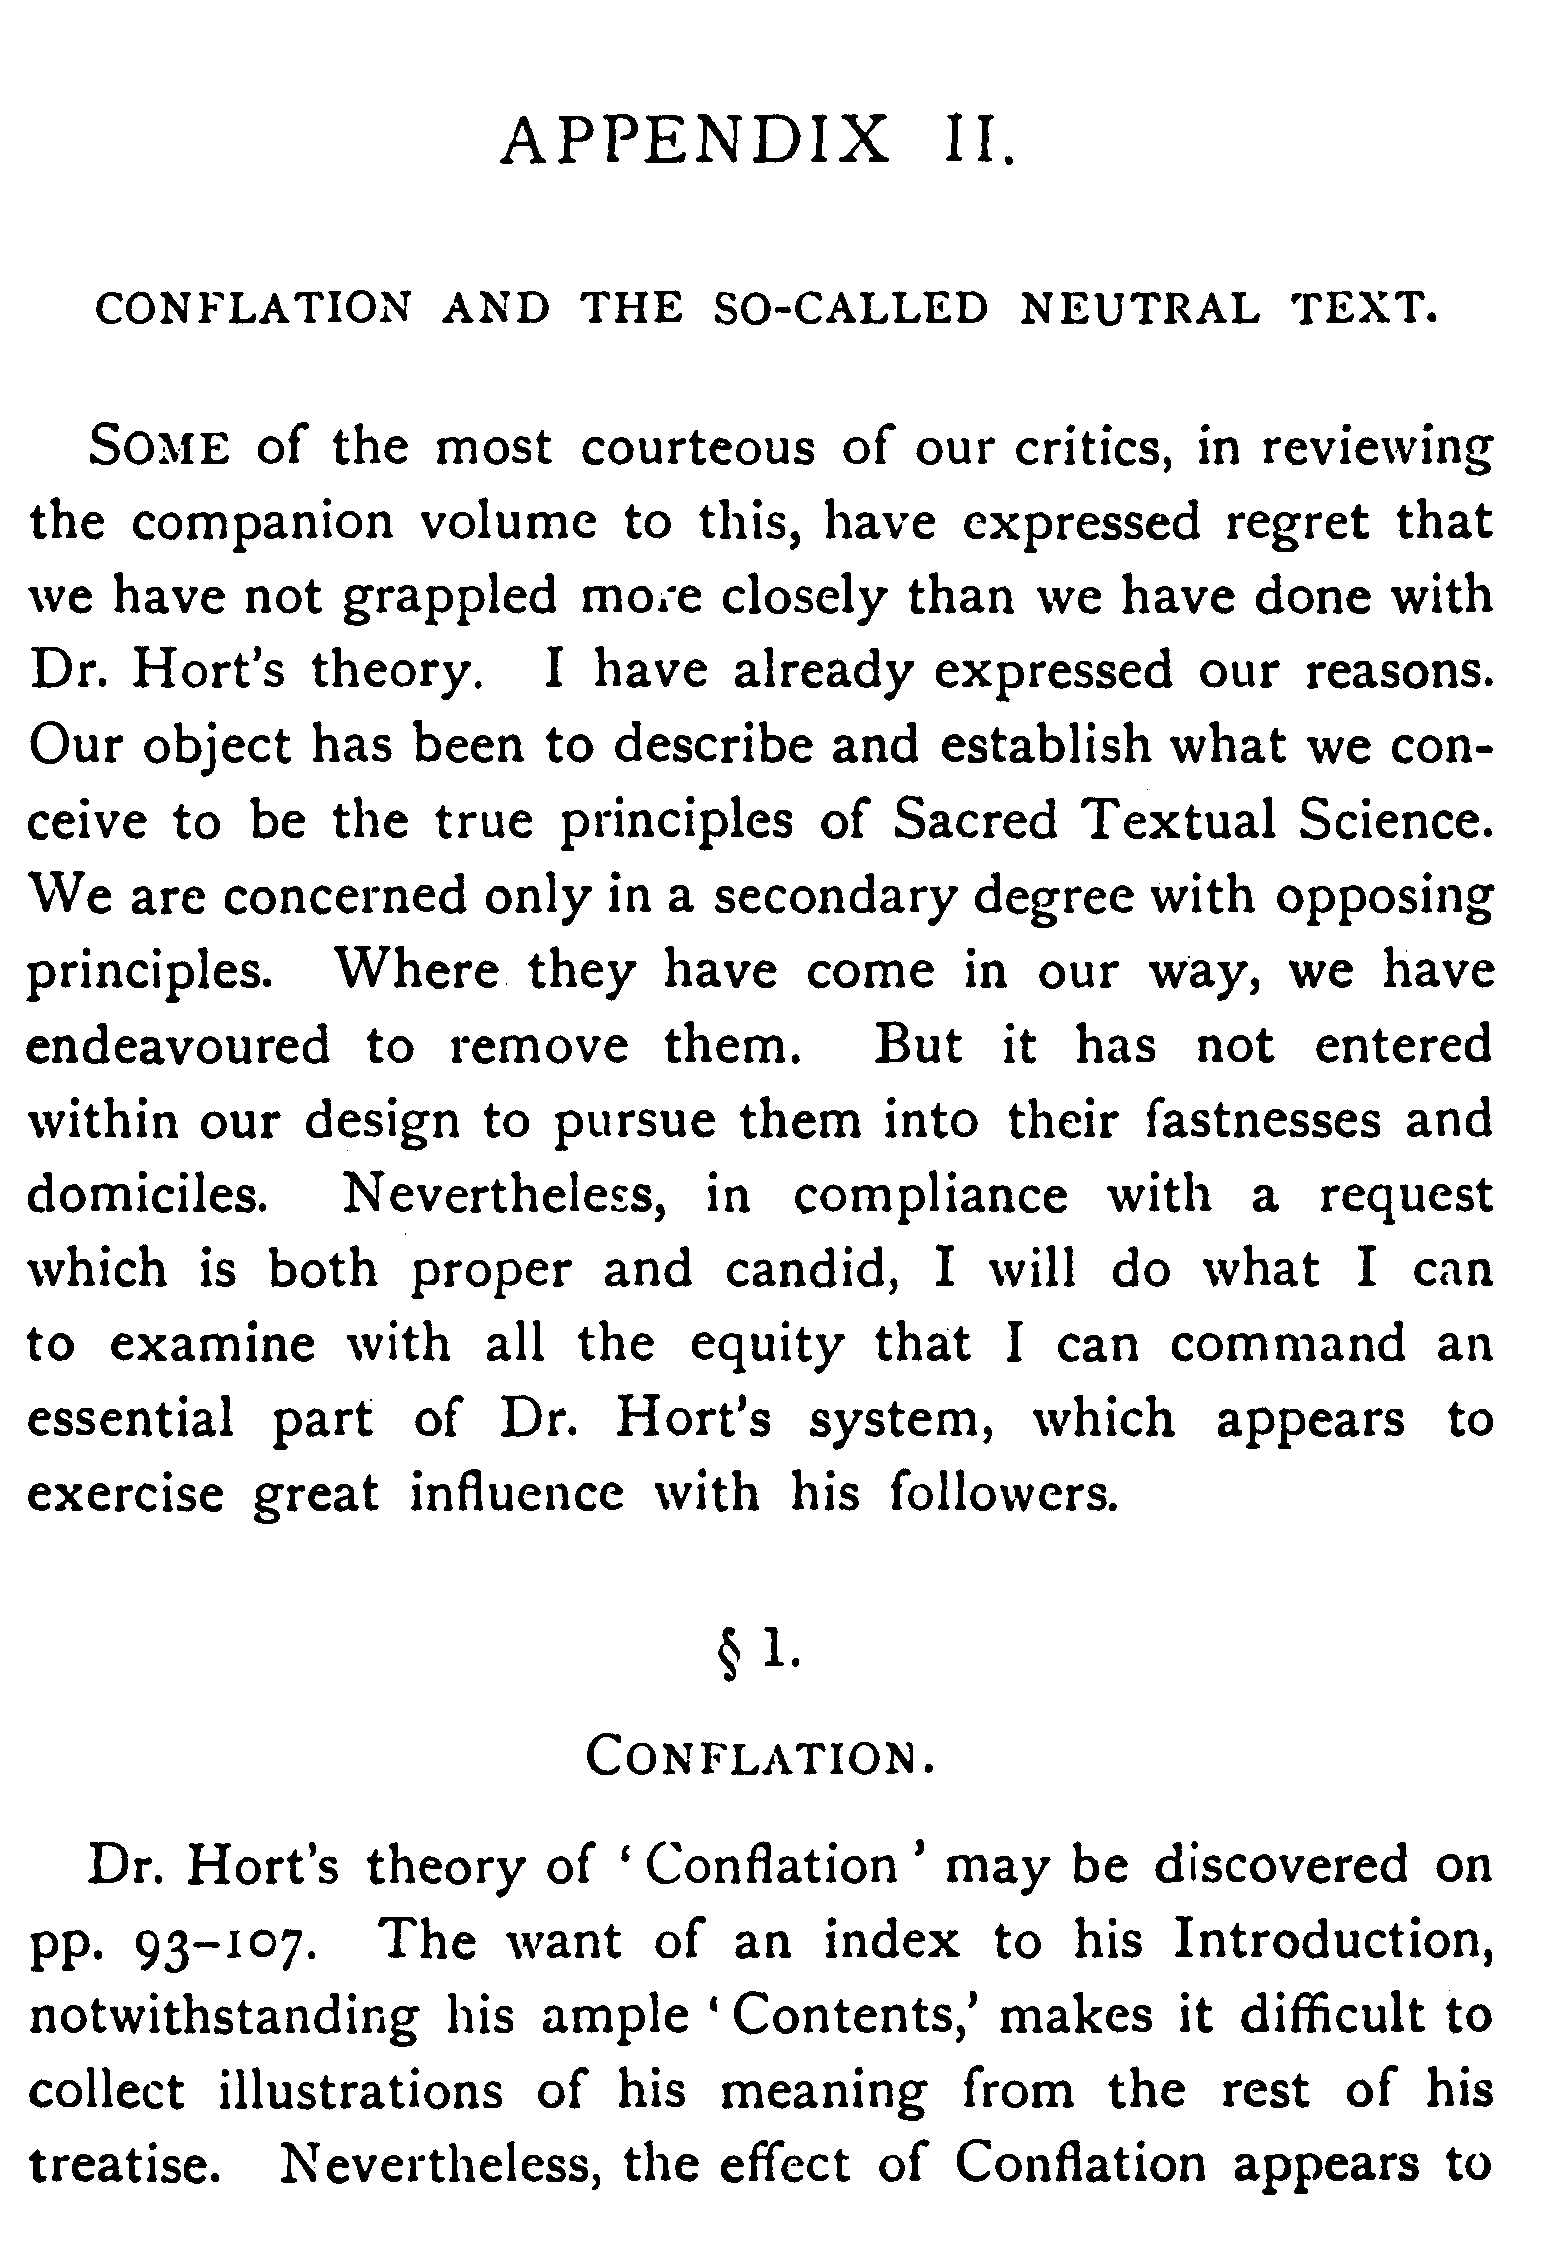 APPENDIX II.
CONFLATION AND THE SO-CALLED NEUTRAL TEXT.
SOME of the most courteous of our critics, in reviewing
the companion volume to this, have expressed regret that
we have not grappled more closely than we have done with
Dr. Hort's theory. I have already expressed our reasons.
Our object has been to describe and establish what we con-
ceive to be the true principles of Sacred Textual Science.
We are concerned only in a secondary degree with opposing
principles. Where they have come in our way, we have
endeavoured to remove them. But it has not entered
within our design to pursue them into their fastnesses and
domiciles. Nevertheless, in compliance with a request
which is both proper and candid, I will do what I can
to examine with all the equity that I can command an
essential part of Dr. Hort's system, which appears to
exercise great influence with his followers.
§ 1.
CONFLATION.
Dr. Hort's theory of ‘ Conflation ’ may be discovered on
pp. 93–107. The want of an index to his Introduction,
notwithstanding his ample ‘ Contents,’ makes it difficult to
collect illustrations of his meaning from the rest of his
treatise. Nevertheless, the effect of Conflation appears to